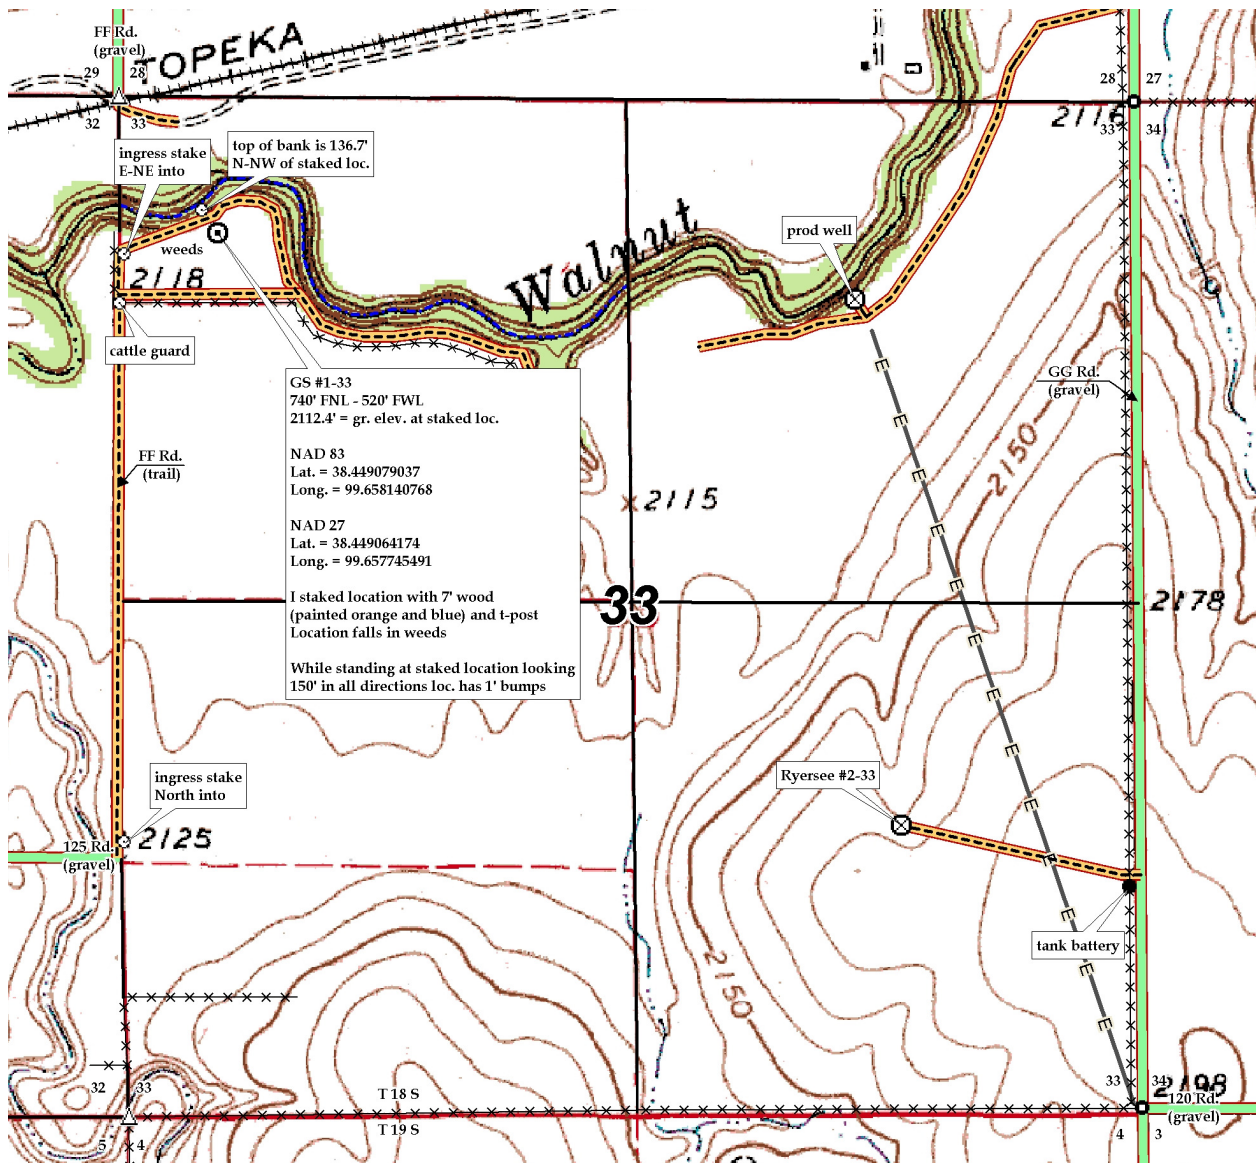 FF Rd.
(gravel)
TOPEKA
29
28
32
33
28
27
2116
33
34
ingress stake
E-NE into
top of bank is 136.7'
N-NW of staked loc.
weeds
2118
Walnut
prod well
cattle guard
GS #1-33
740' FNL - 520' FWL
2112.4' = gr. elev. at staked loc.
NAD 83
Lat. = 38.449079037
Long. = 99.658140768
NAD 27
Lat. = 38.449064174
Long. = 99.657745491
I staked location with 7' wood
(painted orange and blue) and t-post
Location falls in weeds
While standing at staked location looking
150' in all directions loc. has 1' bumps
GG Rd.
(gravel)
FF Rd.
(trail)
2150
2115
E
E
E
E
E
33
2178
E
E
E
E
ingress stake
North into
Ryersee #2-33
2125
125 Rd.
(gravel)
E
E
tank battery
2150
E
E
32
33
T 18 S
T 19 S
33
34
2198
120 Rd.
(gravel)
5
4
4
3